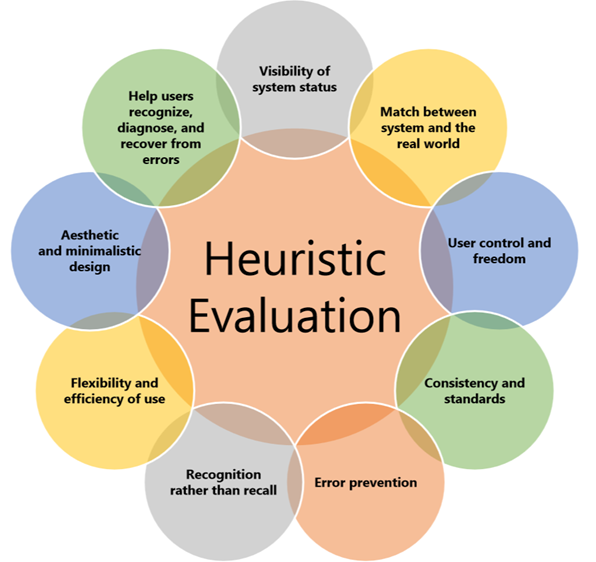 Visibility of
system status
Match between
system and the
real world
User control and
freedom
Consistency and
standards
Error prevention
Recognition
rather than recall
Flexibility and
efficiency of use
Aesthetic
and minimalistic
design
Help users
recognize,
diagnose, and
recover from
errors
Heuristic
Evaluation